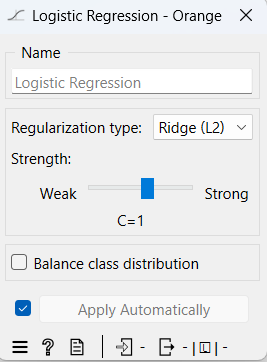 Logistic Regression - Orange
Name
Logistic Regression
Regularization type: Ridge (L2)
Strength:
Weak Strong
C=1
Balance class distribution
Apply Automatically
? - - | L | -